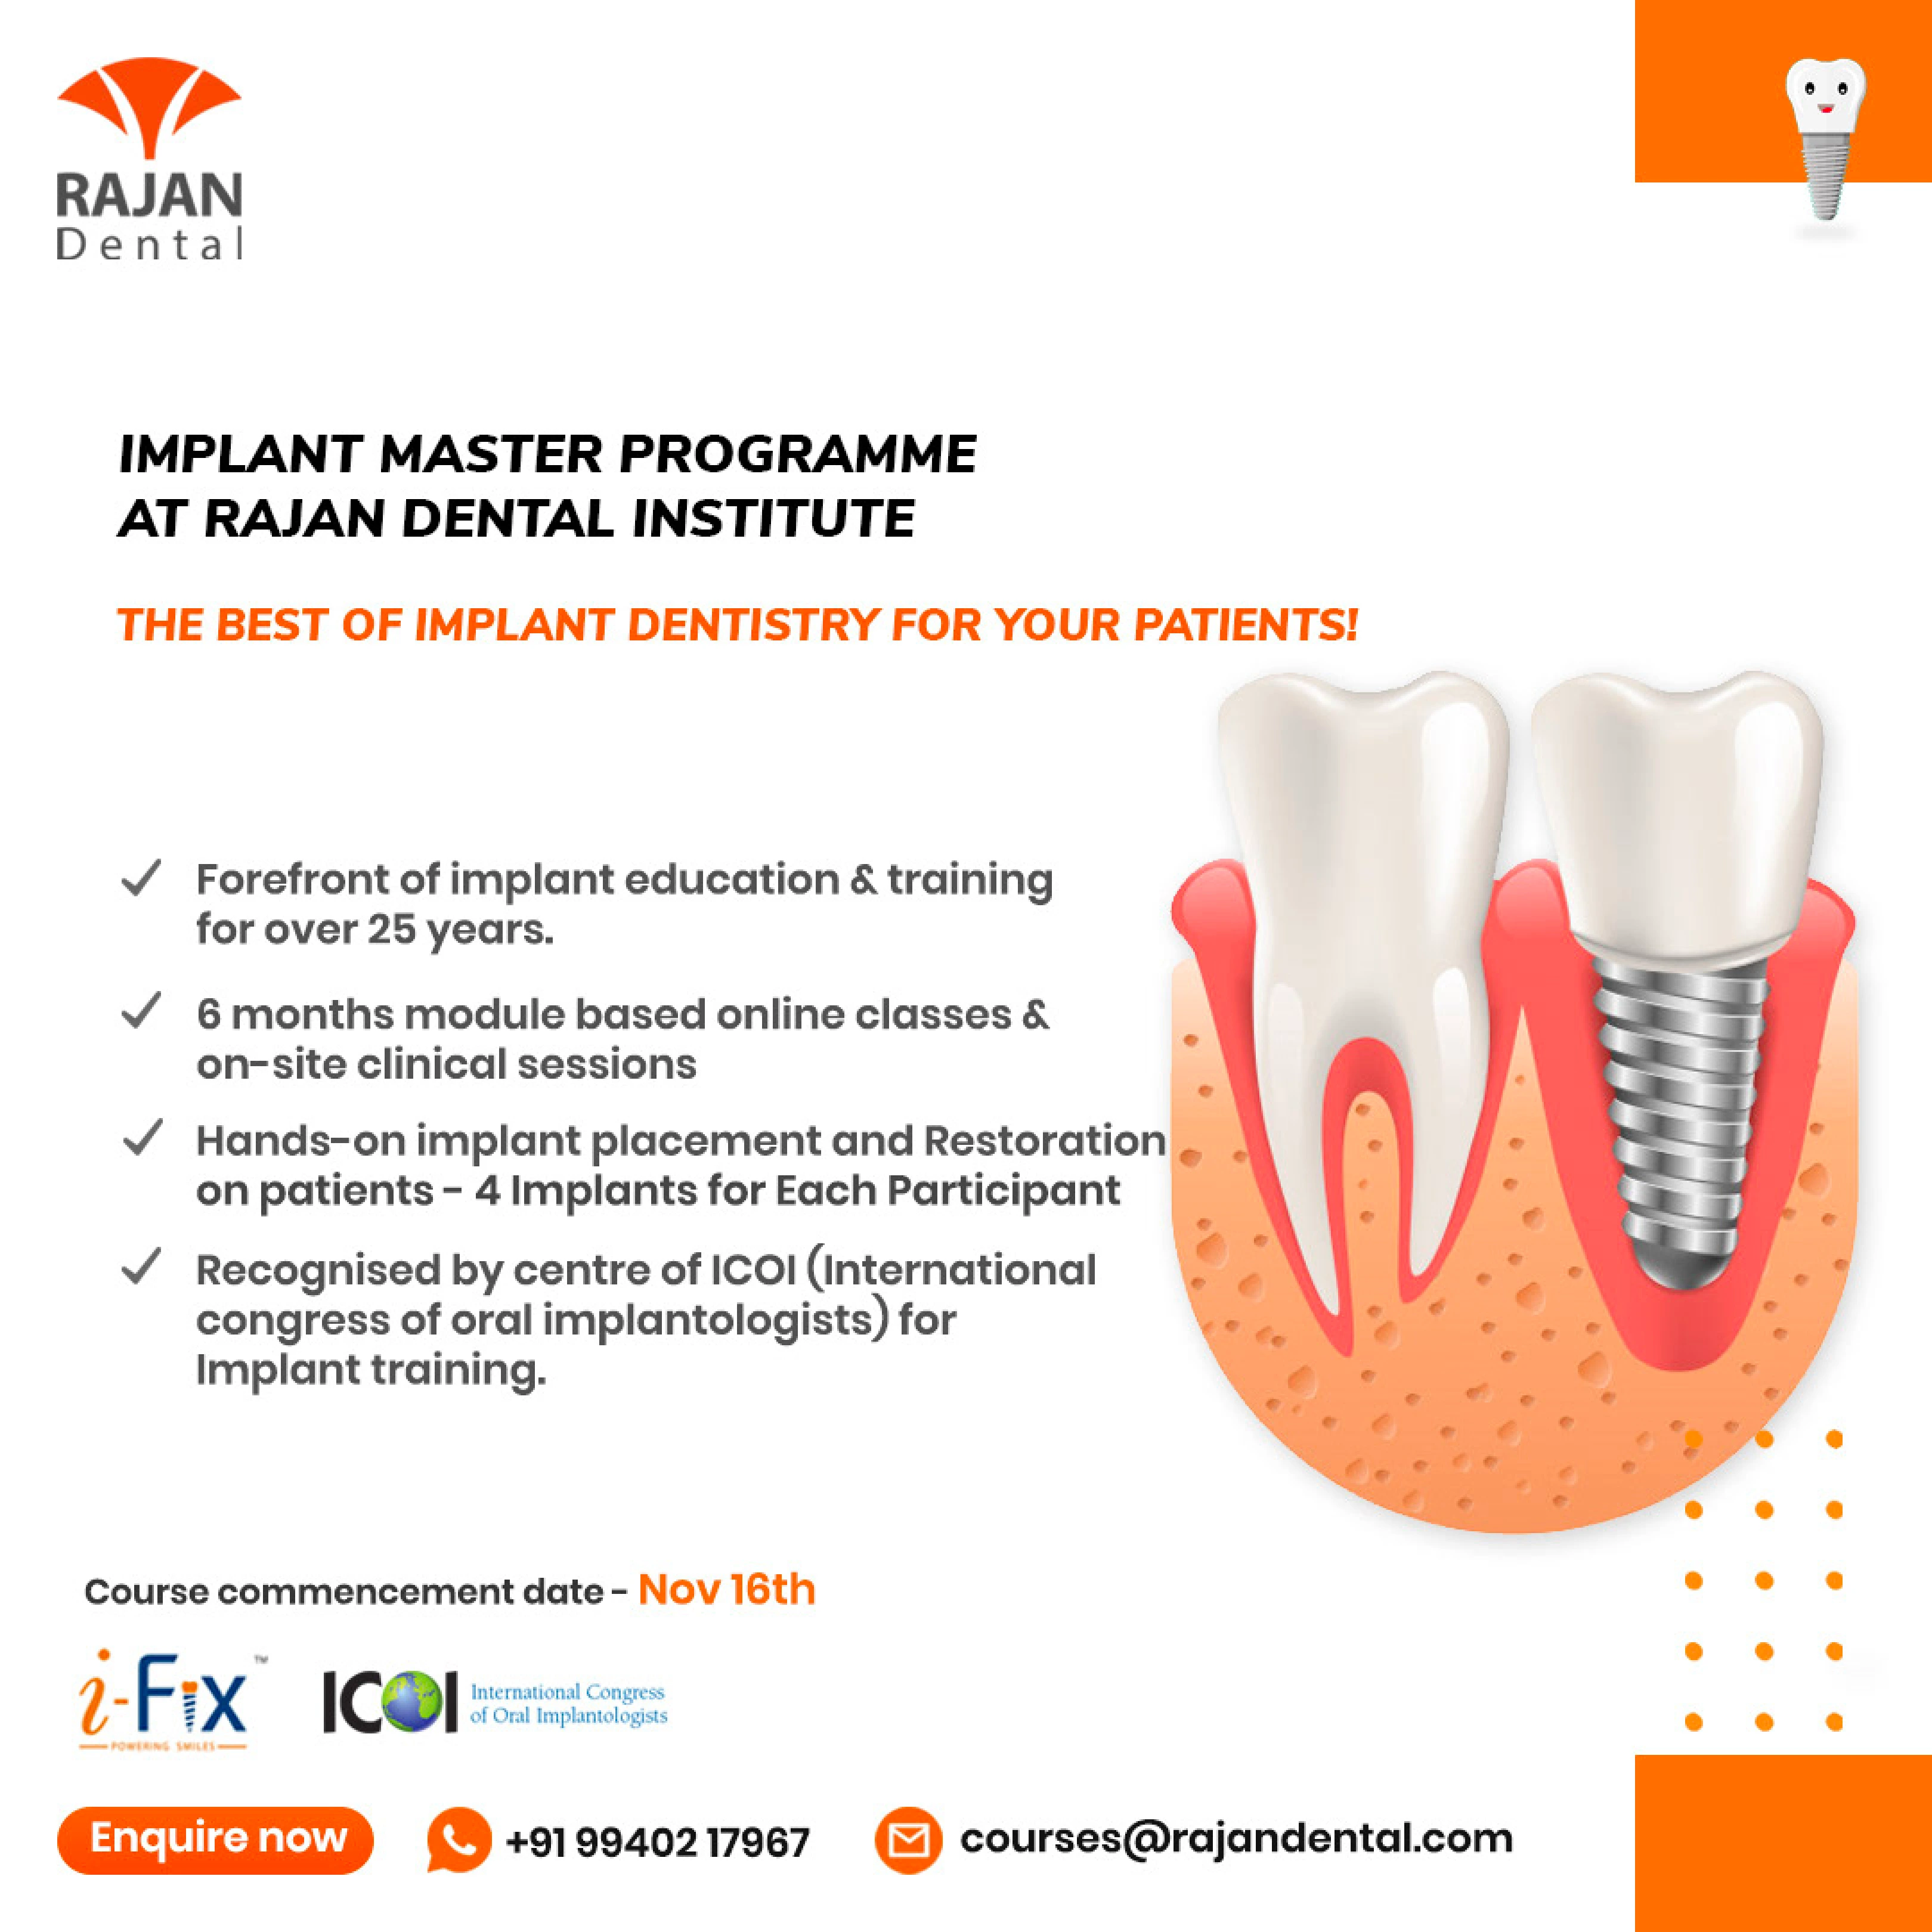 RAJAN
Dental
IMPLANT MASTER PROGRAMME
AT RAJAN DENTAL INSTITUTE
THE BEST OF IMPLANT DENTISTRY FOR YOUR PATIENTS!
Forefront of implant education & training
for over 25 years.
6 months module based online classes &
on-site clinical sessions
Hands-on implant placement and Restoration
on patients - 4 Implants for Each Participant
Recognised by centre of ICOI (International
congress of oral implantologists) for
Implant training.
Course commencement date - Nov 16th
i-Fix ™
POWERING SMILES
ICOI International Congress
of Oral Implantologists
Enquire now +91 99402 17967 courses@rajandental.com